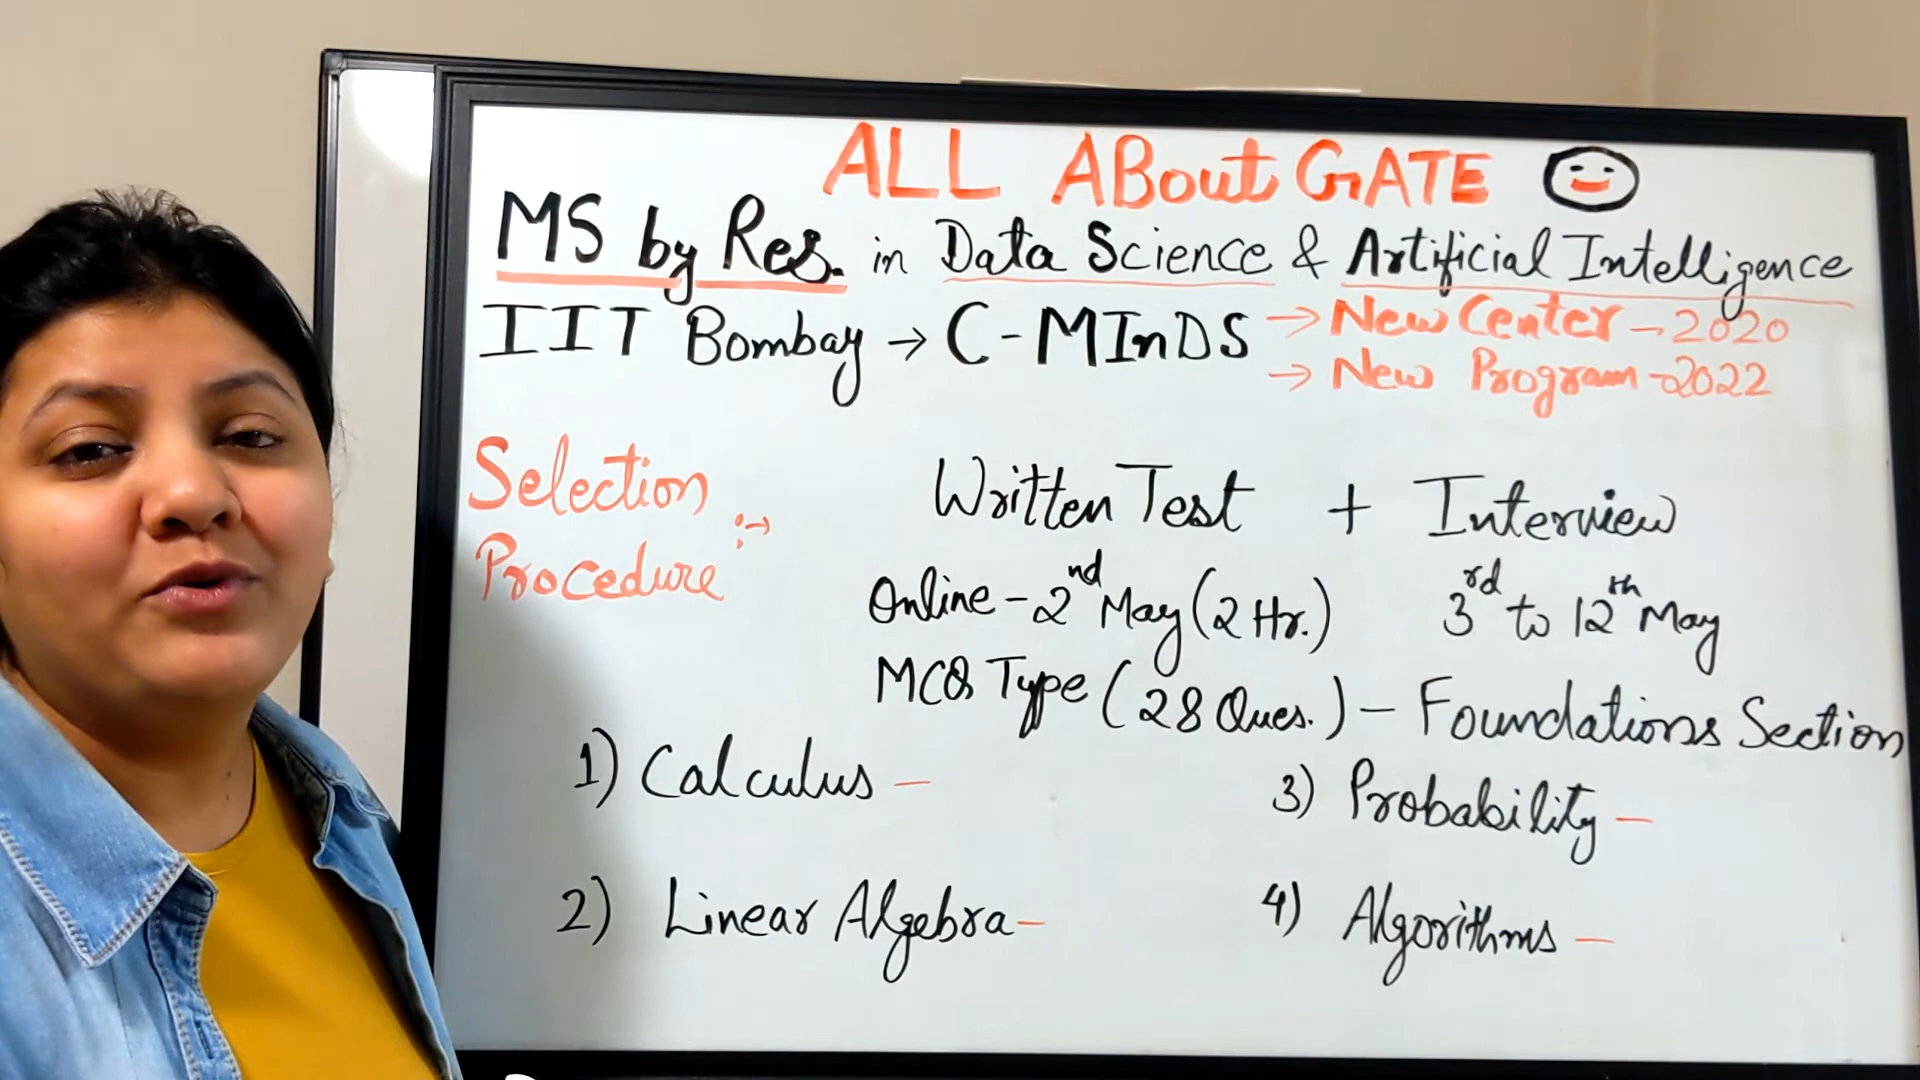 ALL ABout GATE
MS by Res. in Data Science & Artificial Intelligence
IIT Bombay → C-MInDS → New Center - 2020
→ New Program - 2022
Selection Procedure :→
Written Test + Interview
Online - 2nd May (2 Hr.) 3rd to 12th May
MCQ Type (28 Ques.) - Foundations Section
1) Calculus -
3) Probability -
2) Linear Algebra -
4) Algorithms -